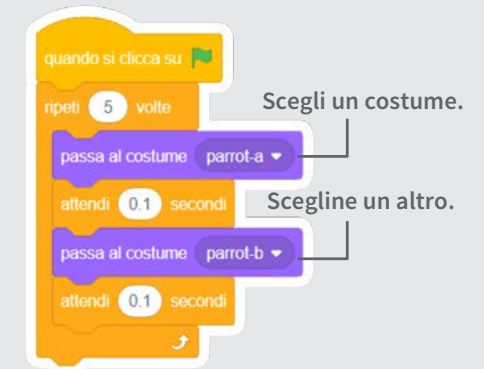 quando si clicca su
ripeti 5 volte
Scegli un costume.
passa al costume parrot-a
attendi 0.1 secondi
Scegline un altro.
passa al costume parrot-b
attendi 0.1 secondi